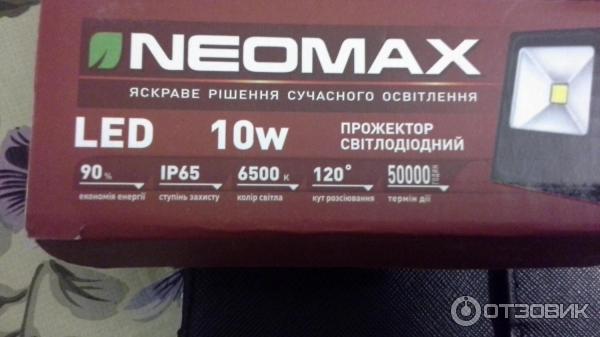 NEOMAX
ЯСКРАВЕ РІШЕННЯ СУЧАСНОГО ОСВІТЛЕННЯ
LED 10w ПРОЖЕКТОР СВІТЛОДІОДНИЙ
90% IP65 6500 К 120° 50000 годин
економія енергії ступінь захисту колір світла кут розсіювання термін дії
ОТЗОВИК